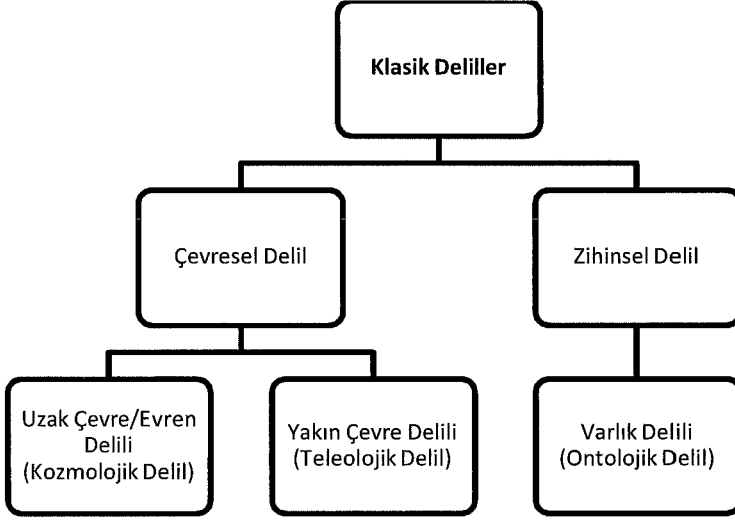 Klasik Deliller
Çevresel Delil
Zihinsel Delil
Uzak Çevre/Evren
Delili
(Kozmolojik Delil)
Yakın Çevre Delili
(Teleolojik Delil)
Varlık Delili
(Ontolojik Delil)